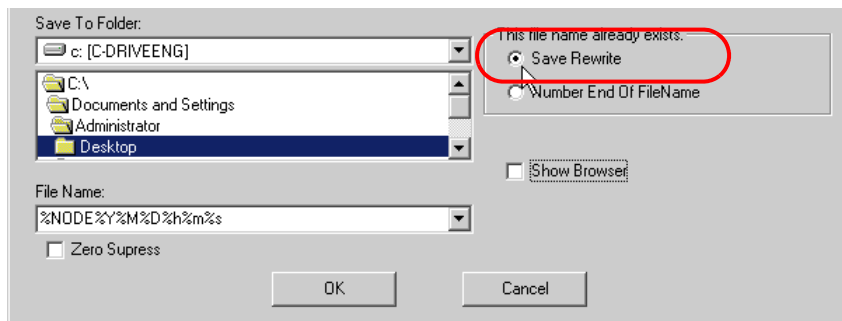 Save To Folder:
c: [C-DRIVEENG]
C:\
Documents and Settings
Administrator
Desktop
File Name:
%NODE%Y%M%D%h%m%s
Zero Supress
This file name already exists.
Save Rewrite
Number End Of FileName
Show Browser
OK
Cancel